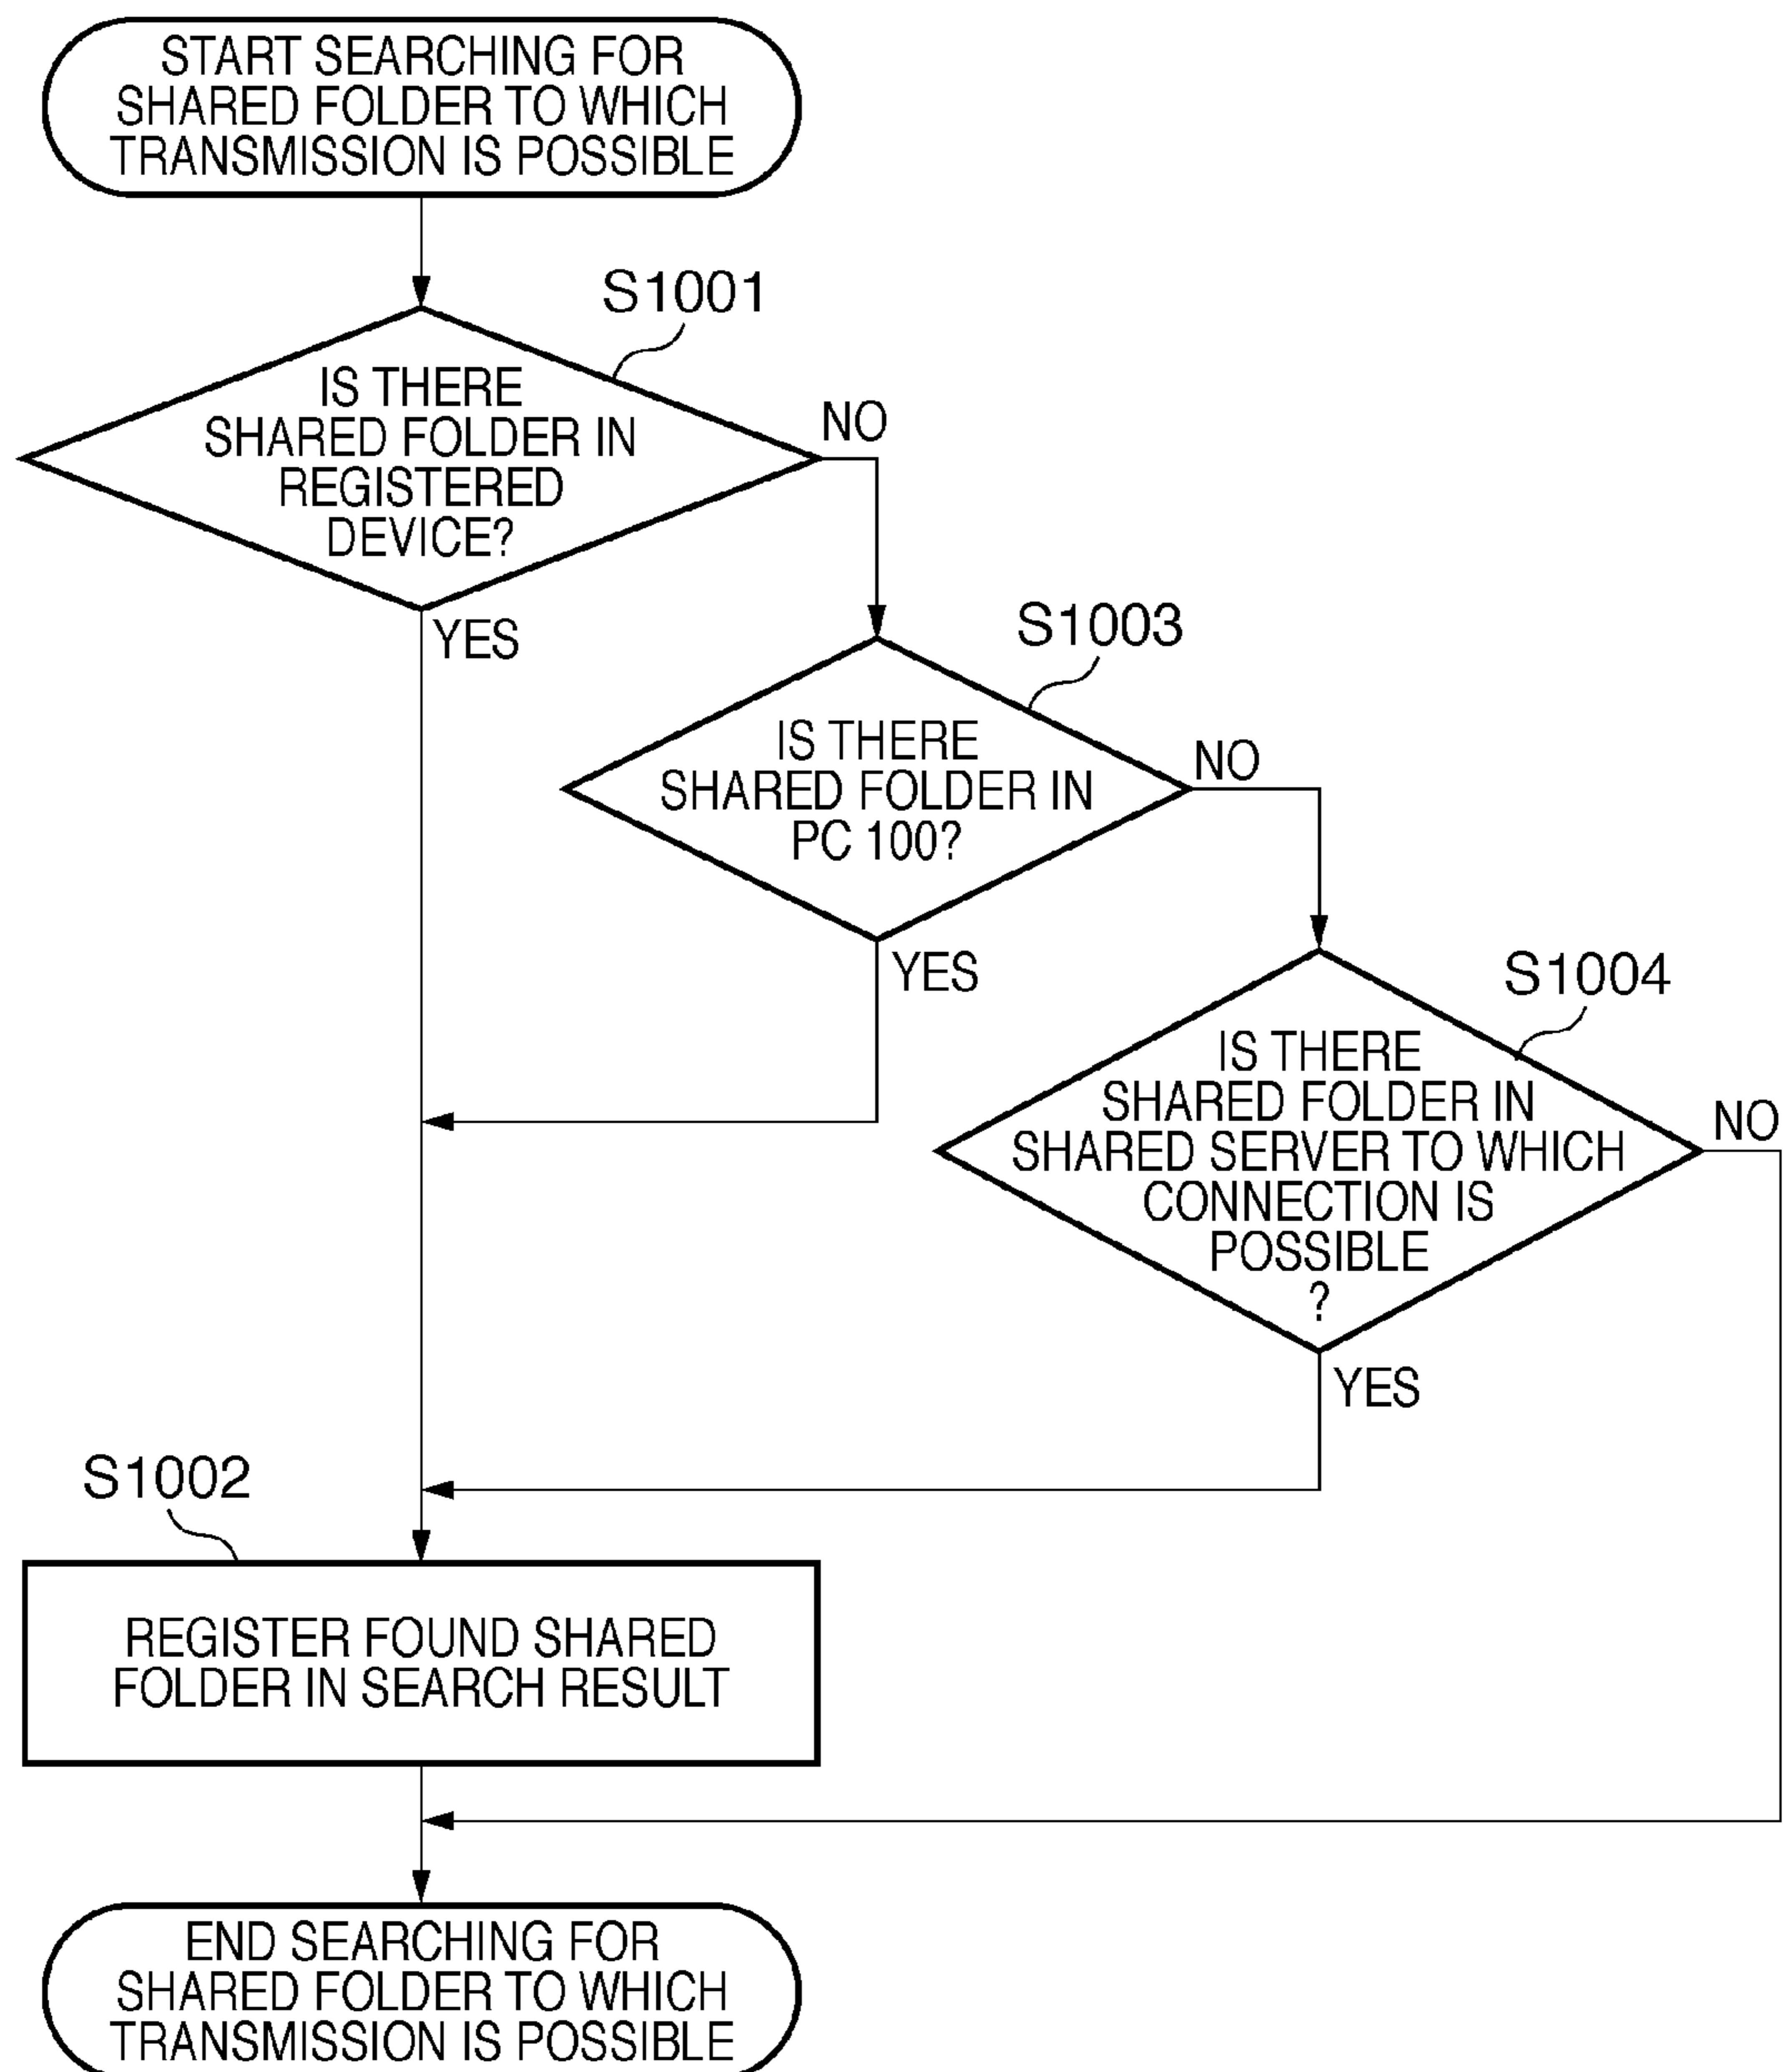 START SEARCHING FOR
SHARED FOLDER TO WHICH
TRANSMISSION IS POSSIBLE
S1001
IS THERE
SHARED FOLDER IN
REGISTERED
DEVICE?
NO
YES
S1003
IS THERE
SHARED FOLDER IN
PC 100?
NO
YES
S1004
IS THERE
SHARED FOLDER IN
SHARED SERVER TO WHICH
CONNECTION IS
POSSIBLE
?
NO
YES
S1002
REGISTER FOUND SHARED
FOLDER IN SEARCH RESULT
END SEARCHING FOR
SHARED FOLDER TO WHICH
TRANSMISSION IS POSSIBLE